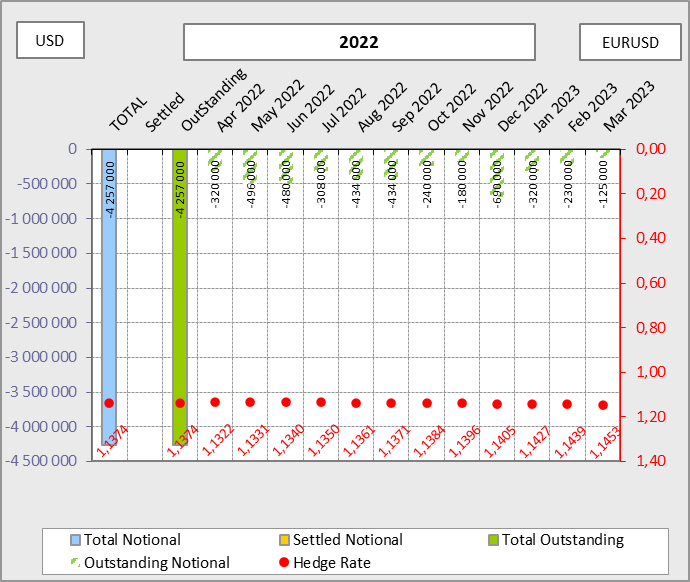 USD
2022
EURUSD
TOTAL
Settled
OutStanding
Apr 2022
May 2022
Jun 2022
Jul 2022
Aug 2022
Sep 2022
Oct 2022
Nov 2022
Dec 2022
Jan 2023
Feb 2023
Mar 2023
0
-500 000
-1 000 000
-1 500 000
-2 000 000
-2 500 000
-3 000 000
-3 500 000
-4 000 000
-4 500 000
-4 257 000
-4 257 000
-320 000
-496 000
-480 000
-308 000
-434 000
-434 000
-240 000
-180 000
-690 000
-320 000
-230 000
-125 000
0,00
0,20
0,40
0,60
0,80
1,00
1,20
1,40
1,1374
1,1374
1,1322
1,1331
1,1340
1,1350
1,1361
1,1371
1,1384
1,1396
1,1405
1,1427
1,1439
1,1453
Total Notional
Settled Notional
Total Outstanding
Outstanding Notional
Hedge Rate